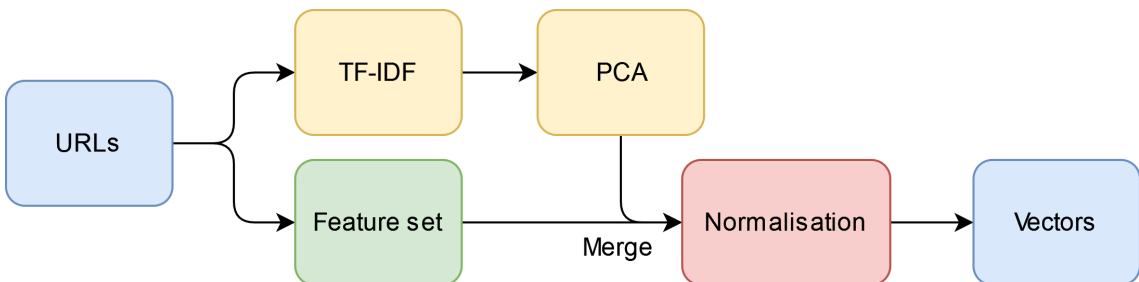 URLs
TF-IDF
PCA
Feature set
Merge
Normalisation
Vectors